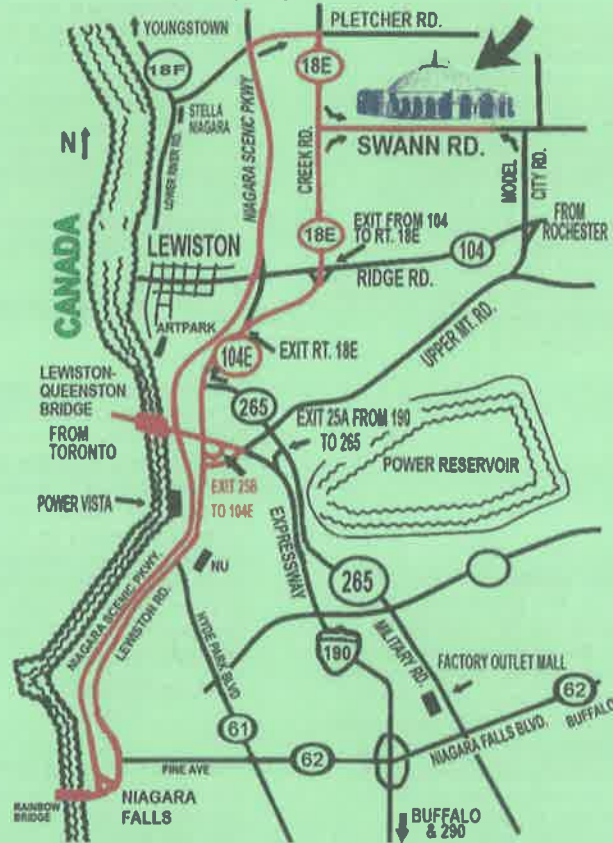 YOUNGSTOWN
PLETCHER RD.
18F
18E
STELLA
NIAGARA
NIAGARA SCENIC PKWY
N
LOWER RIVER RD.
CREEK RD.
SWANN RD.
MODEL
CITY RD.
CANADA
LEWISTON
18E
EXIT FROM 104
TO RT. 18E
FROM
ROCHESTER
104
RIDGE RD.
ARTPARK
EXIT RT. 18E
UPPER MT. RD.
104E
LEWISTON-
QUEENSTON
BRIDGE
265
EXIT 25A FROM 190
TO 265
FROM
TORONTO
POWER RESERVOIR
POWER VISTA
EXIT 25B
TO 104E
EXPRESSWAY
NU
265
NIAGARA SCENIC PKWY.
LEWISTON RD.
HYDE PARK BLVD
190
MILITARY RD.
FACTORY OUTLET MALL
61
62
62
BUFFALO
NIAGARA FALLS BLVD.
PINE AVE
RAINBOW
BRIDGE
NIAGARA
FALLS
BUFFALO
& 290